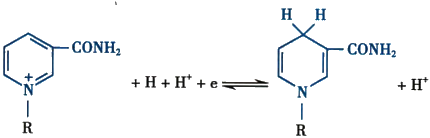 H H
CONH₂ CONH₂
N⁺ + H + H⁺ + e ⇌ N + H⁺
R R